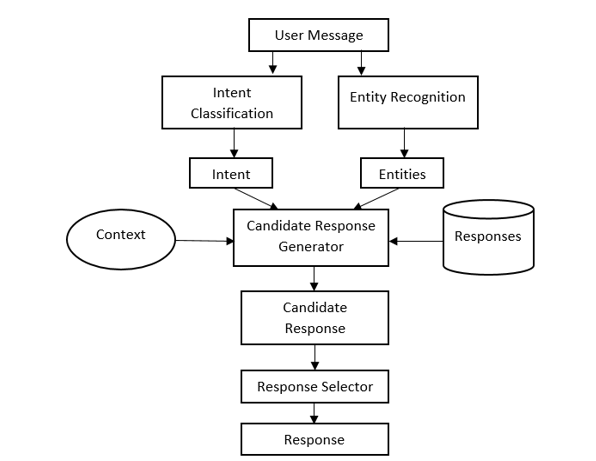 User Message
Intent
Classification
Entity Recognition
Intent
Entities
Context
Candidate Response
Generator
Responses
Candidate
Response
Response Selector
Response